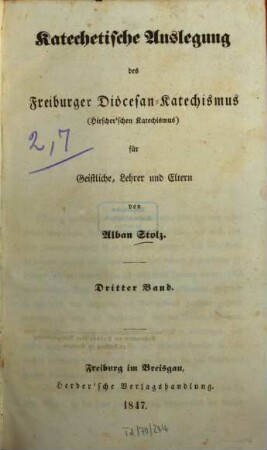 Katechetische Auslegung
des
Freiburger Diöcesan-Katechismus
(Hirscher'schen Katechismus)
2,7
für
Geistliche, Lehrer und Eltern
von
Alban Stolz.
Dritter Band.
Freiburg im Breisgau.
Herder'sche Verlagshandlung.
1847.